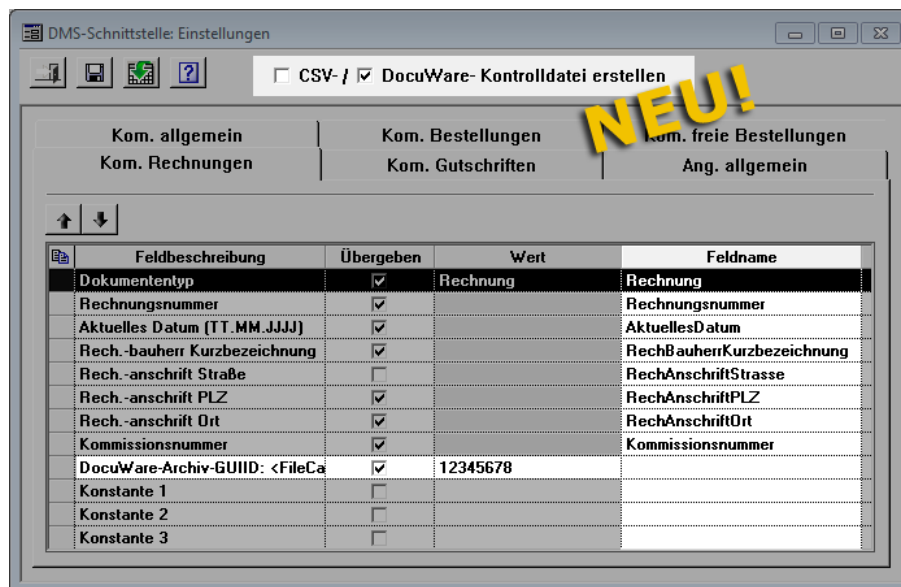 DMS-Schnittstelle: Einstellungen
CSV- / DocuWare- Kontrolldatei erstellen
NEU!
Kom. allgemein Kom. Bestellungen Kom. freie Bestellungen
Kom. Rechnungen Kom. Gutschriften Ang. allgemein
Feldbeschreibung Übergeben Wert Feldname
Dokumententyp Rechnung Rechnung
Rechnungsnummer Rechnungsnummer
Aktuelles Datum (TT.MM.JJJJ) AktuellesDatum
Rech.-bauherr Kurzbezeichnung RechBauherrKurzbezeichnung
Rech.-anschrift Straße RechAnschriftStrasse
Rech.-anschrift PLZ RechAnschriftPLZ
Rech.-anschrift Ort RechAnschriftOrt
Kommissionsnummer Kommissionsnummer
DocuWare-Archiv-GUIID: <FileCa 12345678
Konstante 1
Konstante 2
Konstante 3